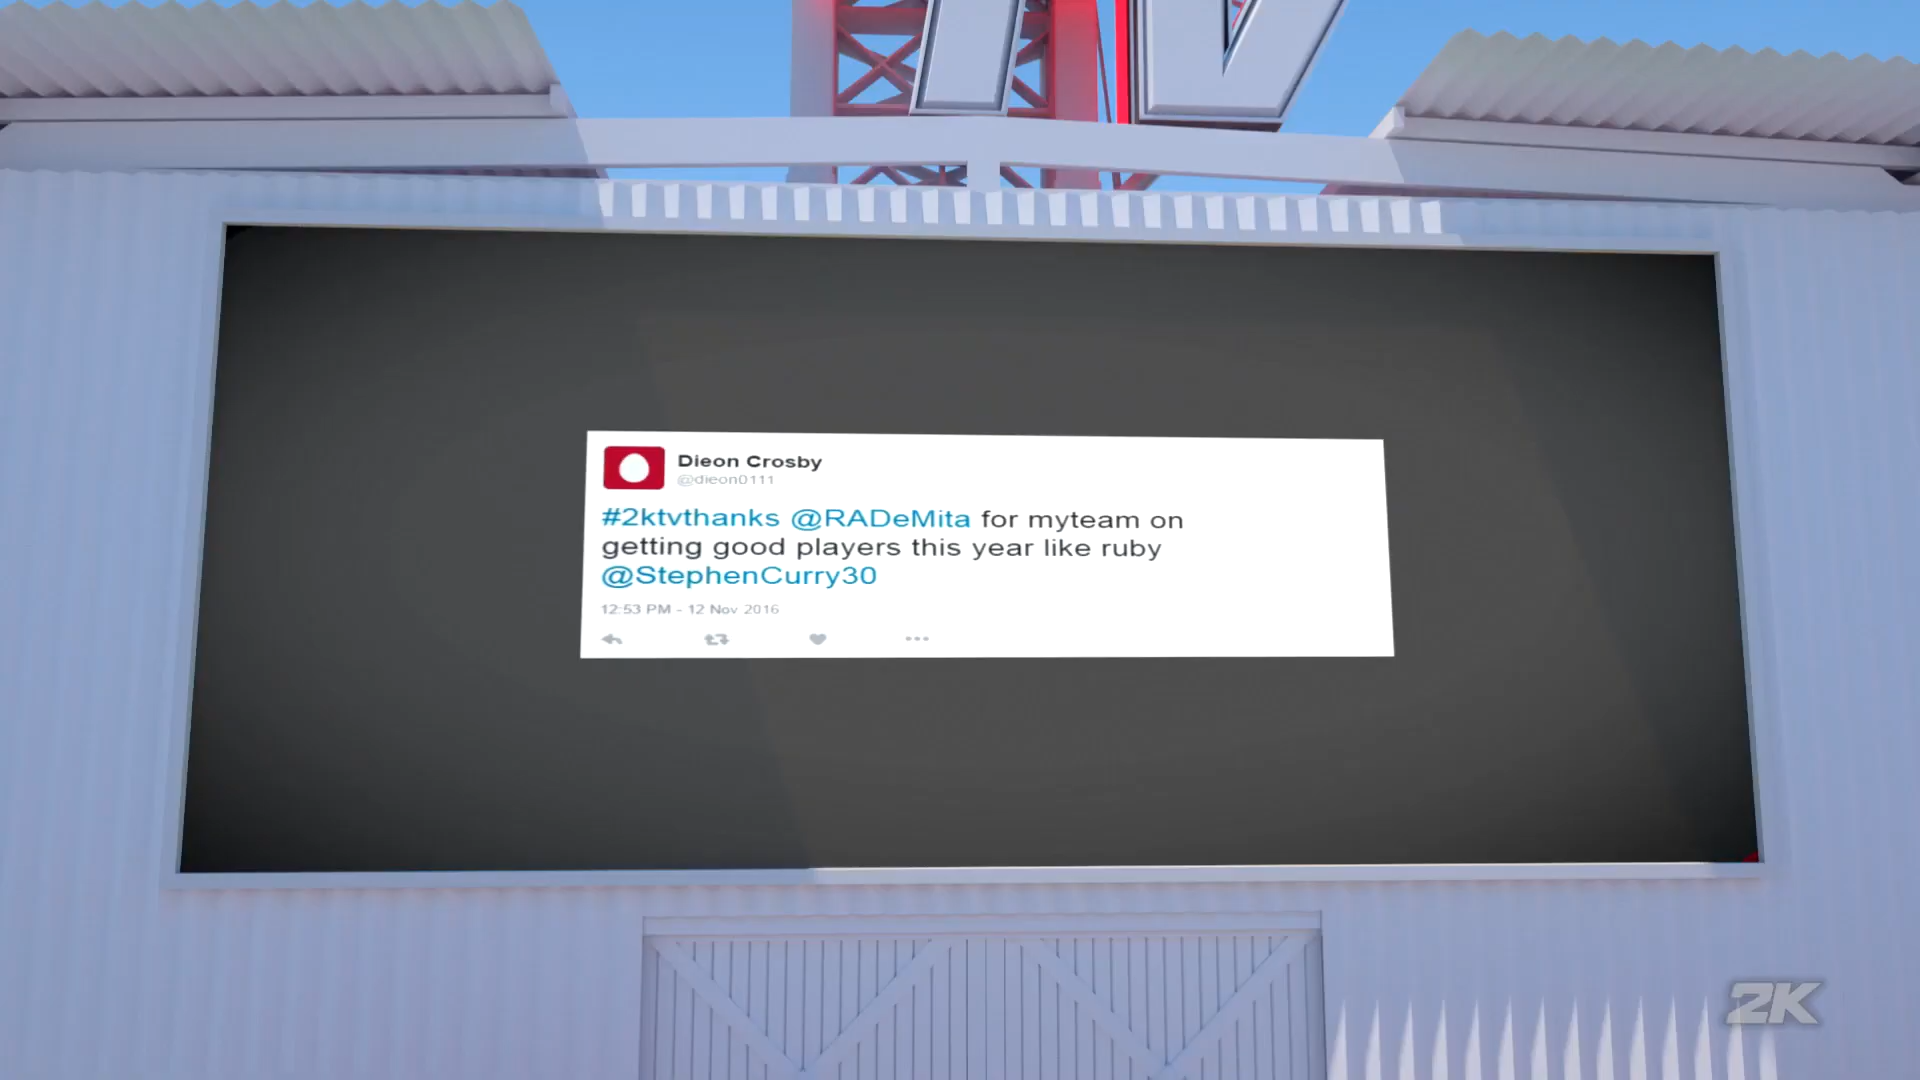 TV
Dieon Crosby
@dieon0111
#2ktvthanks @RADeMita for myteam on
getting good players this year like ruby
@StephenCurry30
12:53 PM - 12 Nov 2016
2K